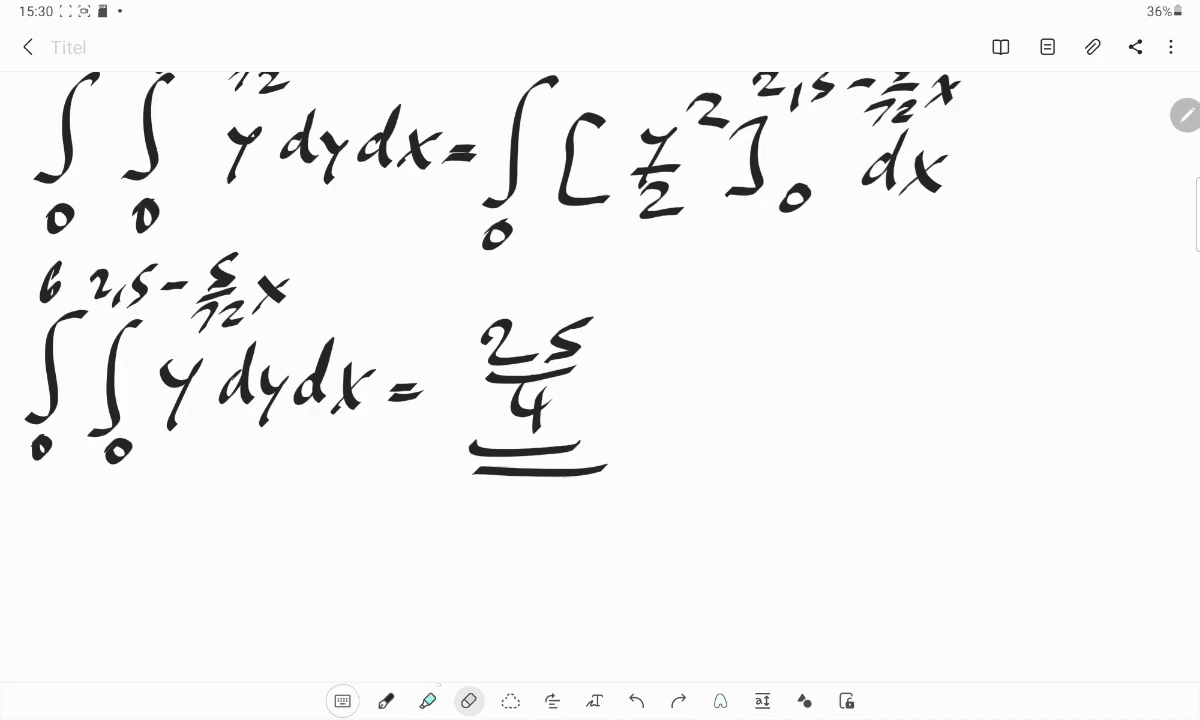 15:30 36%
Titel
∫₀ ∫₀ y dy dx = ∫₀ [y²/2]₀^(2,5 - 5/12 x) dx
∫₀⁶ ∫₀^(2,5 - 5/12 x) y dy dx = 25/4